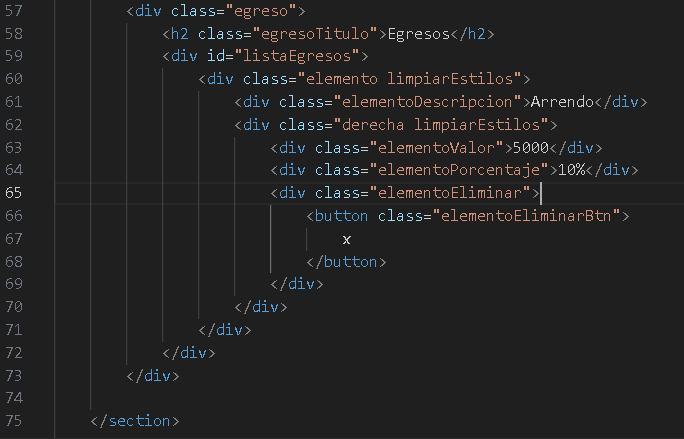 57 <div class="egreso">
58 <h2 class="egresoTitulo">Egresos</h2>
59 <div id="listaEgresos">
60 <div class="elemento limpiarEstilos">
61 <div class="elementoDescripcion">Arrendo</div>
62 <div class="derecha limpiarEstilos">
63 <div class="elementoValor">5000</div>
64 <div class="elementoPorcentaje">10%</div>
65 <div class="elementoEliminar">
66 <button class="elementoEliminarBtn">
67 x
68 </button>
69 </div>
70 </div>
71 </div>
72 </div>
73 </div>
74
75 </section>